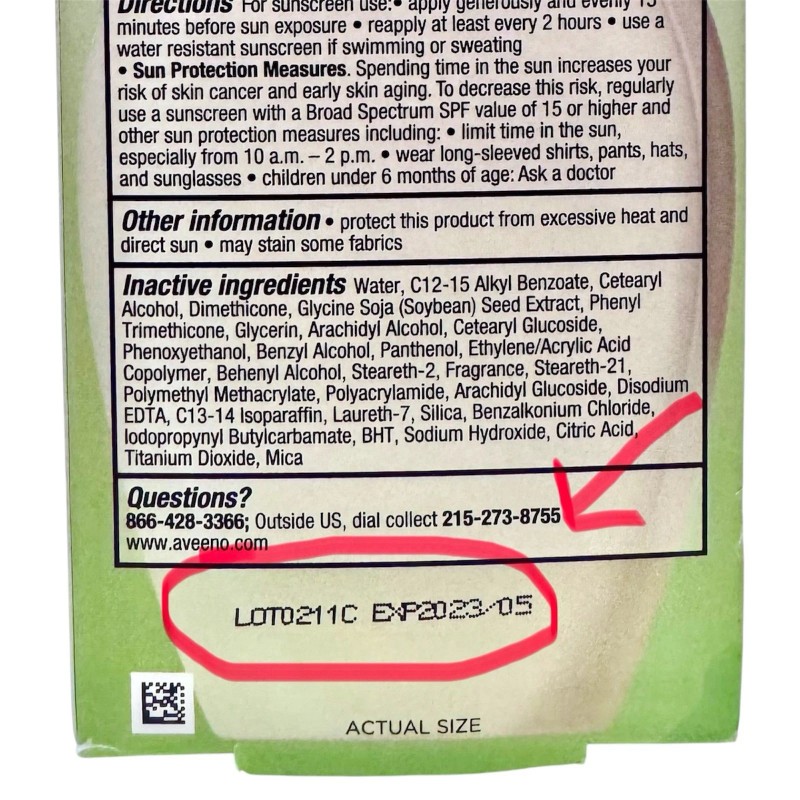 Directions For sunscreen use: • apply generously and evenly 15
minutes before sun exposure • reapply at least every 2 hours • use a
water resistant sunscreen if swimming or sweating
• Sun Protection Measures. Spending time in the sun increases your
risk of skin cancer and early skin aging. To decrease this risk, regularly
use a sunscreen with a Broad Spectrum SPF value of 15 or higher and
other sun protection measures including: • limit time in the sun,
especially from 10 a.m. – 2 p.m. • wear long-sleeved shirts, pants, hats,
and sunglasses • children under 6 months of age: Ask a doctor
Other information • protect this product from excessive heat and
direct sun • may stain some fabrics
Inactive ingredients Water, C12-15 Alkyl Benzoate, Cetearyl
Alcohol, Dimethicone, Glycine Soja (Soybean) Seed Extract, Phenyl
Trimethicone, Glycerin, Arachidyl Alcohol, Cetearyl Glucoside,
Phenoxyethanol, Benzyl Alcohol, Panthenol, Ethylene/Acrylic Acid
Copolymer, Behenyl Alcohol, Steareth-2, Fragrance, Steareth-21,
Polymethyl Methacrylate, Polyacrylamide, Arachidyl Glucoside, Disodium
EDTA, C13-14 Isoparaffin, Laureth-7, Silica, Benzalkonium Chloride,
Iodopropynyl Butylcarbamate, BHT, Sodium Hydroxide, Citric Acid,
Titanium Dioxide, Mica
Questions?
866-428-3366; Outside US, dial collect 215-273-8755
www.aveeno.com
LOT0211C EXP2023/05
ACTUAL SIZE